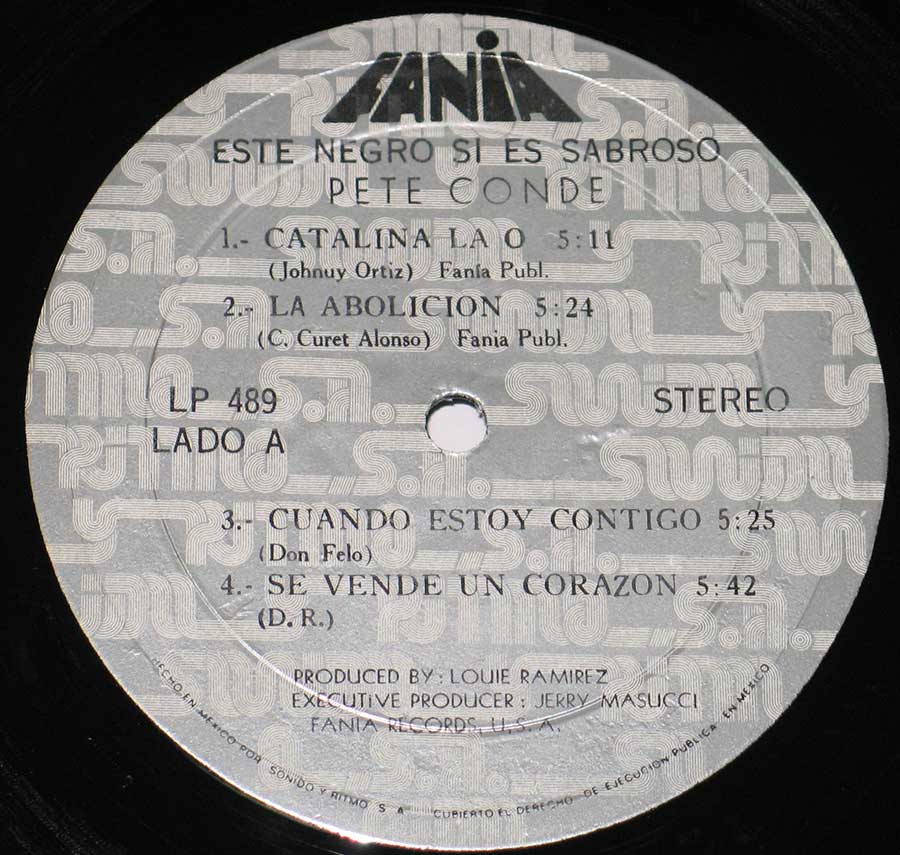 FANIA
ESTE NEGRO SI ES SABROSO
PETE CONDE
1.- CATALINA LA O 5:11
(Johnuy Ortiz) Fania Publ.
2.- LA ABOLICION 5:24
(C. Curet Alonso) Fania Publ.
LP 489
STEREO
LADO A
3.- CUANDO ESTOY CONTIGO 5:25
(Don Felo)
4.- SE VENDE UN CORAZON 5:42
(D.R.)
PRODUCED BY: LOUIE RAMIREZ
EXECUTIVE PRODUCER: JERRY MASUCCI
FANIA RECORDS, U.S.A.
HECHO EN MEXICO POR SONIDO Y RITMO S A CUBIERTO EL DERECHO DE EJECUCION PUBLICA EN MEXICO